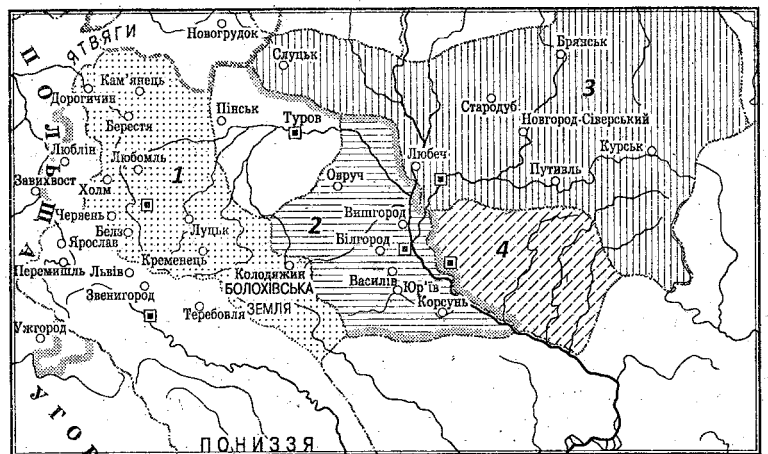 Новогрудок
ЯТВЯГИ
Слуцьк
Брянськ
Кам'янець
Дорогичин
Пінськ
Стародуб
3
Новгород-Сіверський
Берестя
Туров
ПОЛЬЩА
Люблін
Любомль
1
Любеч
Курськ
Завихвост
Холм
Овруч
Путивль
Червень
Луцьк
2
Вишгород
Белз
Ярослав
Білгород
4
Кременець
Перемишль
Львів
Колодяжин
Василів
Звенигород
БОЛОХІВСЬКА
Юр'їв
Корсунь
Теребовля
ЗЕМЛЯ
Ужгород
УГОР
ПОНИЗЗЯ